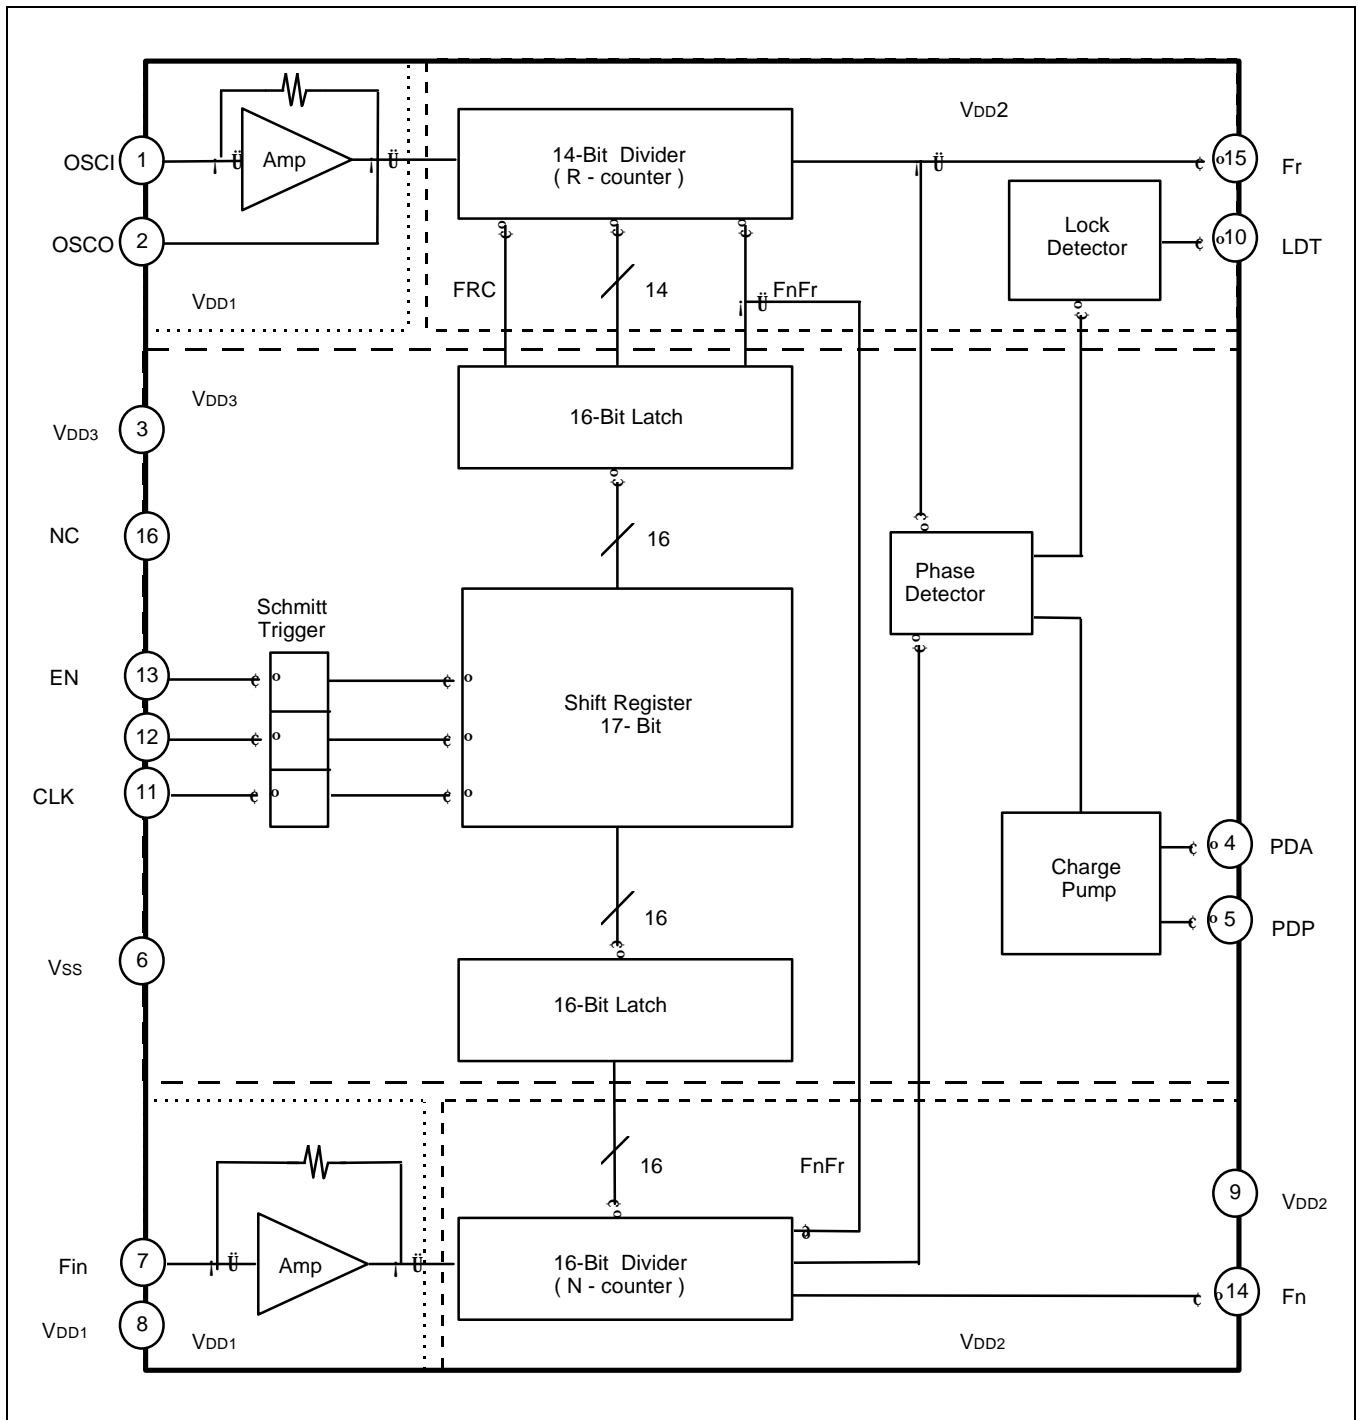 VDD2
OSCI
1
Amp
14-Bit Divider
( R - counter )
15
Fr
OSCO
2
Lock
Detector
10
LDT
VDD1
FRC
14
FnFr
VDD3
VDD3
3
16-Bit Latch
NC
16
16
Phase
Detector
Schmitt
Trigger
EN
13
12
CLK
11
Shift Register
17- Bit
Charge
Pump
4
PDA
5
PDP
16
VSS
6
16-Bit Latch
16
FnFr
9
VDD2
Fin
7
Amp
16-Bit Divider
( N - counter )
14
Fn
VDD1
8
VDD1
VDD2